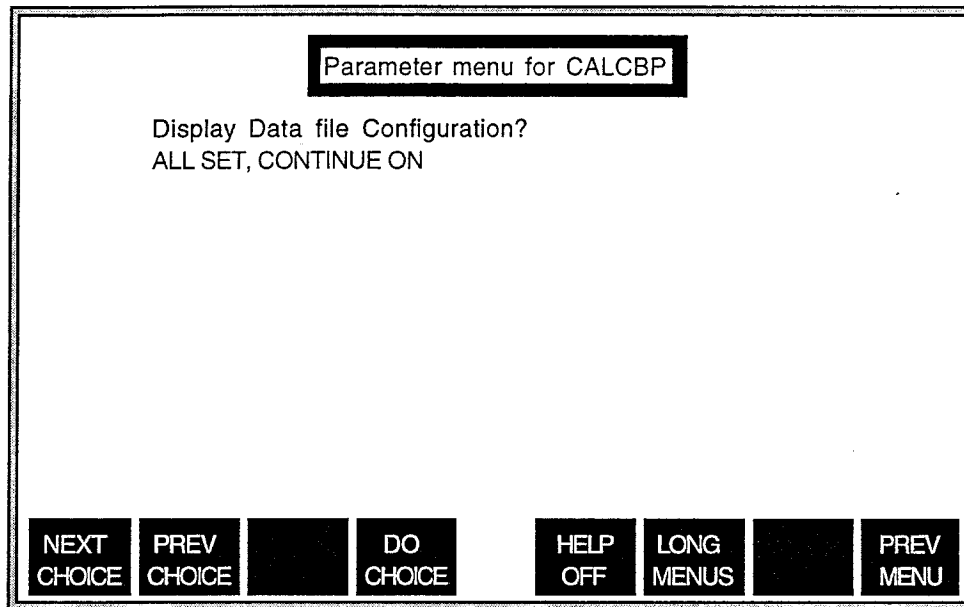 Parameter menu for CALCBP
Display Data file Configuration?
ALL SET, CONTINUE ON
NEXT CHOICE
PREV CHOICE
DO CHOICE
HELP OFF
LONG MENUS
PREV MENU